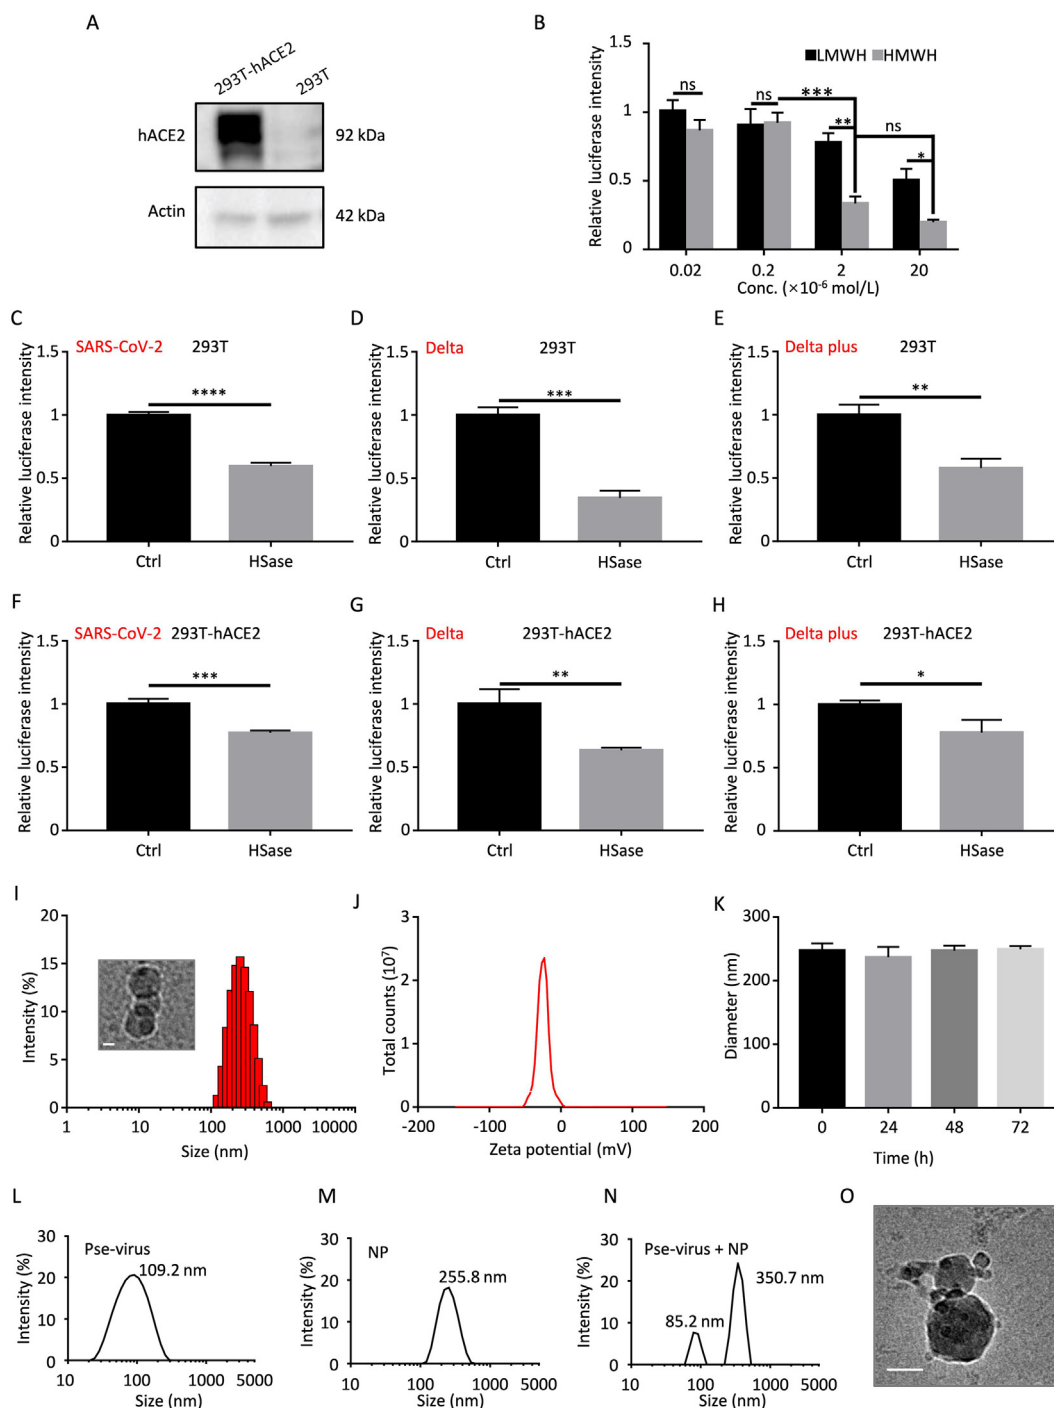 A
293T-hACE2
293T
hACE2
92 kDa
Actin
42 kDa
B
Relative luciferase intensity
1.5
1
0.5
0
LMWH
HMWH
ns
ns
***
**
ns
*
0.02
0.2
2
20
Conc. (×10-6 mol/L)
C
SARS-CoV-2
293T
Relative luciferase intensity
1.5
1
0.5
0
****
Ctrl
HSase
D
Delta
293T
Relative luciferase intensity
1.5
1
0.5
0
***
Ctrl
HSase
E
Delta plus
293T
Relative luciferase intensity
1.5
1
0.5
0
**
Ctrl
HSase
F
SARS-CoV-2
293T-hACE2
Relative luciferase intensity
1.5
1
0.5
0
***
Ctrl
HSase
G
Delta
293T-hACE2
Relative luciferase intensity
1.5
1
0.5
0
**
Ctrl
HSase
H
Delta plus
293T-hACE2
Relative luciferase intensity
1.5
1
0.5
0
*
Ctrl
HSase
I
Intensity (%)
20
15
10
5
0
1
10
100
1000
10000
Size (nm)
J
Total counts (10⁷)
3
2
1
0
-200
-100
0
100
200
Zeta potential (mV)
K
Diameter (nm)
300
200
100
0
0
24
48
72
Time (h)
L
Intensity (%)
30
20
10
0
Pse-virus
109.2 nm
10
100
1000
5000
Size (nm)
M
Intensity (%)
30
20
10
0
NP
255.8 nm
10
100
1000
5000
Size (nm)
N
Intensity (%)
30
20
10
0
Pse-virus + NP
350.7 nm
85.2 nm
10
100
1000
5000
Size (nm)
O